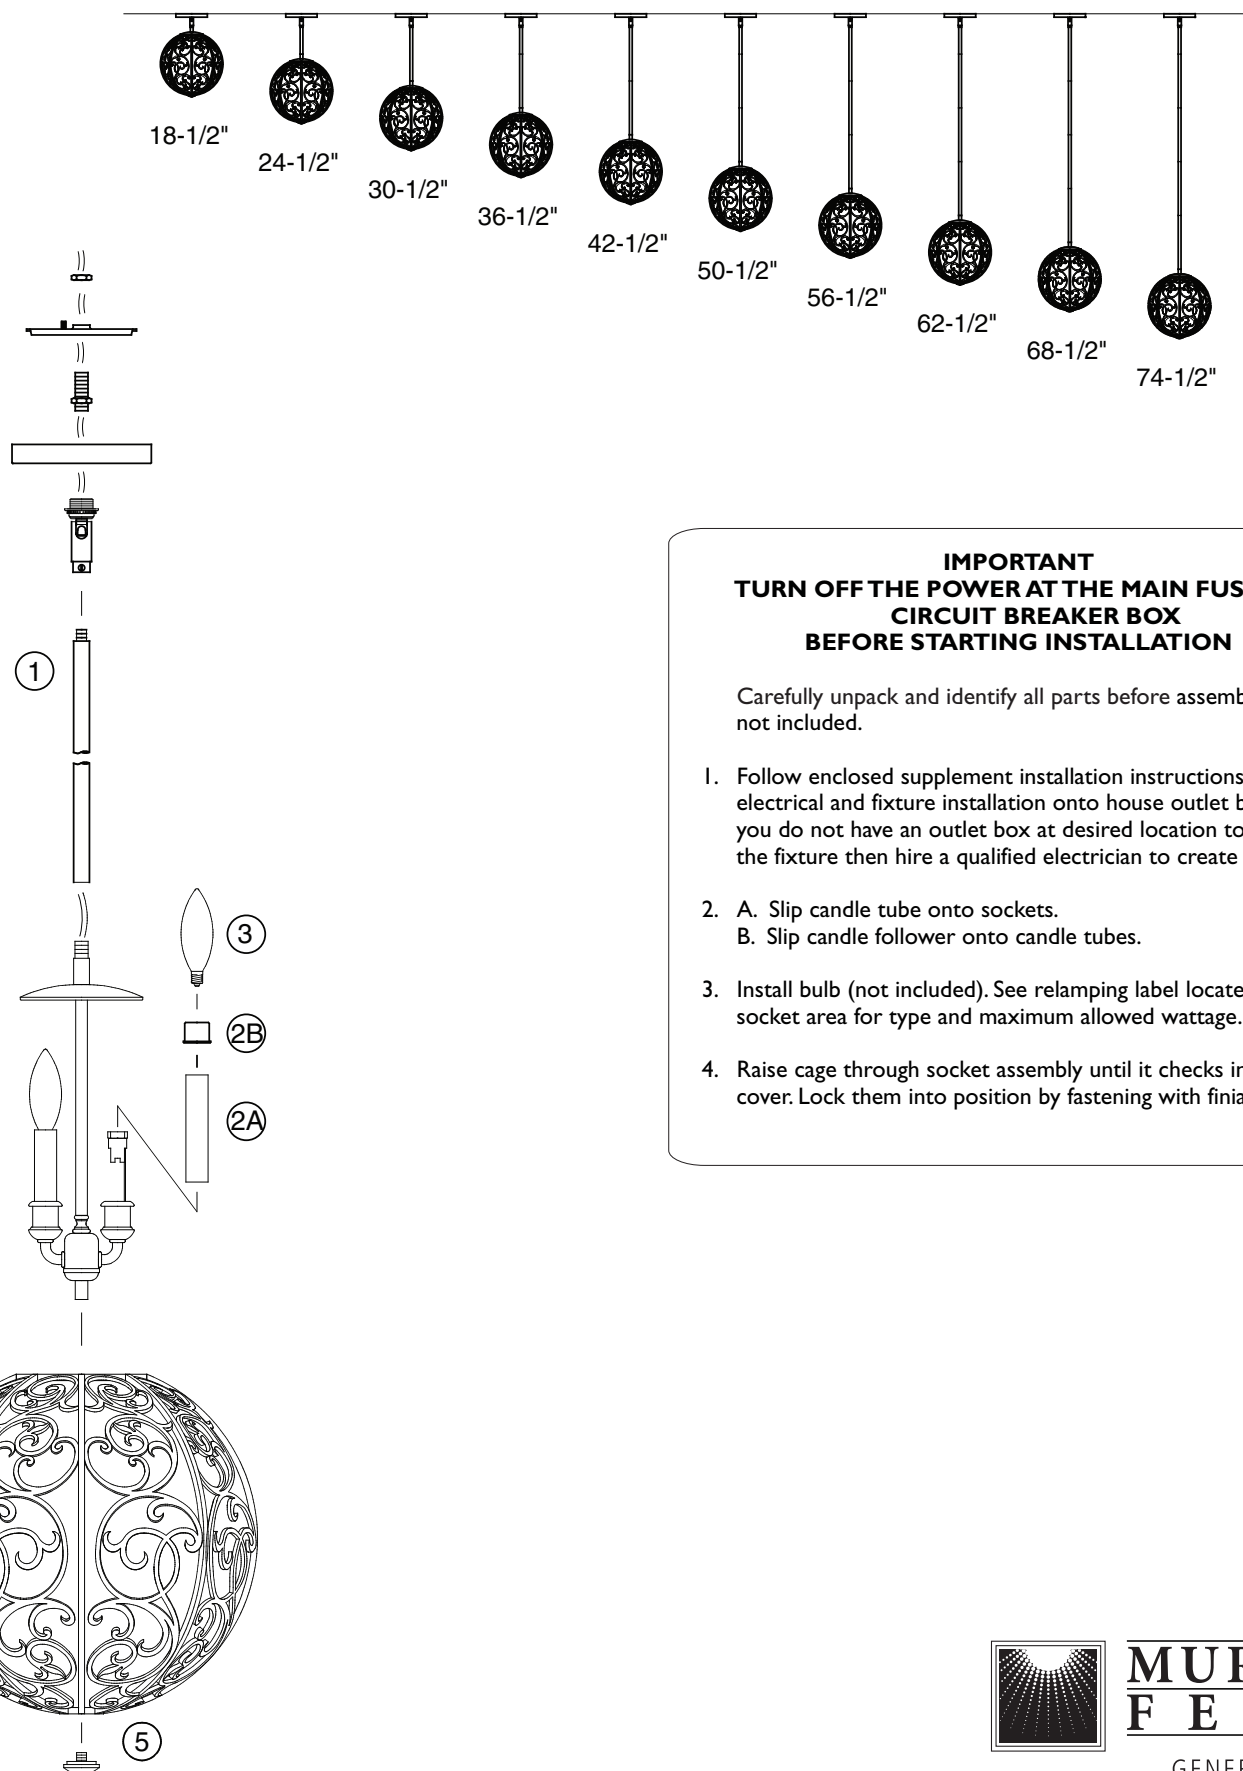 18-1/2"
24-1/2"
30-1/2"
36-1/2"
42-1/2"
50-1/2"
56-1/2"
62-1/2"
68-1/2"
74-1/2"
1
3
2B
2A
5
IMPORTANT
TURN OFF THE POWER AT THE MAIN FUS
CIRCUIT BREAKER BOX
BEFORE STARTING INSTALLATION
Carefully unpack and identify all parts before assemb
not included.
1. Follow enclosed supplement installation instructions
electrical and fixture installation onto house outlet b
you do not have an outlet box at desired location to
the fixture then hire a qualified electrician to create
2. A. Slip candle tube onto sockets.
B. Slip candle follower onto candle tubes.
3. Install bulb (not included). See relamping label locate
socket area for type and maximum allowed wattage.
4. Raise cage through socket assembly until it checks in
cover. Lock them into position by fastening with finia
MUR
FE
GENER